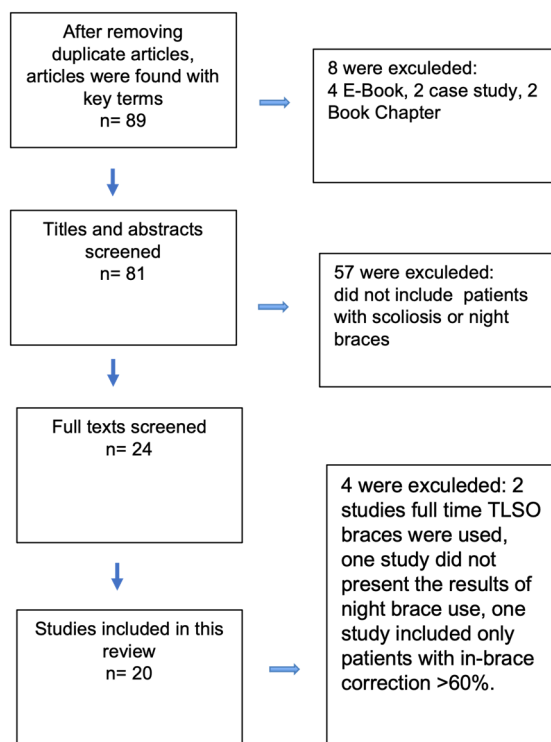 After removing
duplicate articles,
articles were found with
key terms
n= 89
8 were exculeded:
4 E-Book, 2 case study, 2
Book Chapter
Titles and abstracts
screened
n= 81
57 were exculeded:
did not include patients
with scoliosis or night
braces
Full texts screened
n= 24
4 were exculeded: 2
studies full time TLSO
braces were used,
one study did not
present the results of
night brace use, one
study included only
patients with in-brace
correction >60%.
Studies included in this
review
n= 20